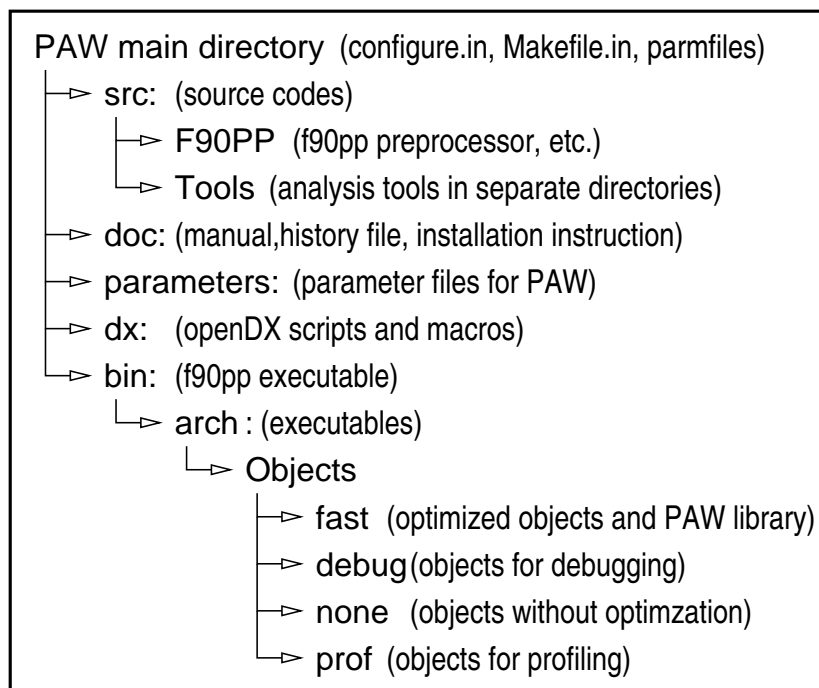 PAW main directory (configure.in, Makefile.in, parmfiles)
src: (source codes)
F90PP (f90pp preprocessor, etc.)
Tools (analysis tools in separate directories)
doc: (manual,history file, installation instruction)
parameters: (parameter files for PAW)
dx: (openDX scripts and macros)
bin: (f90pp executable)
arch : (executables)
Objects
fast (optimized objects and PAW library)
debug(objects for debugging)
none (objects without optimzation)
prof (objects for profiling)